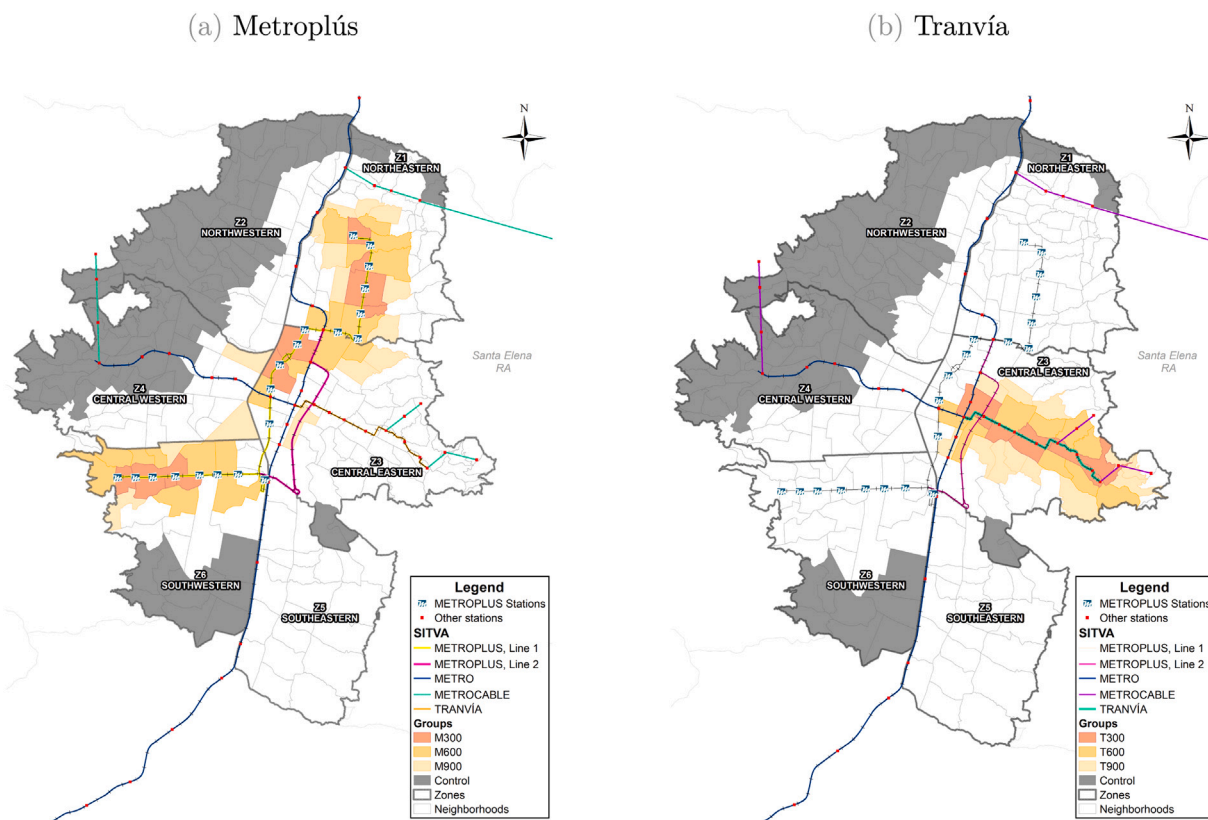 (a) Metroplús
N
Z1
NORTHEASTERN
Z2
NORTHWESTERN
Santa Elena
RA
Z4
CENTRAL WESTERN
Z3
CENTRAL EASTERN
Z6
SOUTHWESTERN
Z5
SOUTHEASTERN
Legend
METROPLUS Stations
Other stations
SITVA
METROPLUS, Line 1
METROPLUS, Line 2
METRO
METROCABLE
TRANVÍA
Groups
M300
M600
M900
Control
Zones
Neighborhoods
(b) Tranvía
N
Z1
NORTHEASTERN
Z2
NORTHWESTERN
Santa Elena
RA
Z3
CENTRAL EASTERN
Z4
CENTRAL WESTERN
Z6
SOUTHWESTERN
Z5
SOUTHEASTERN
Legend
METROPLUS Stations
Other stations
SITVA
METROPLUS, Line 1
METROPLUS, Line 2
METRO
METROCABLE
TRANVÍA
Groups
T300
T600
T900
Control
Zones
Neighborhoods